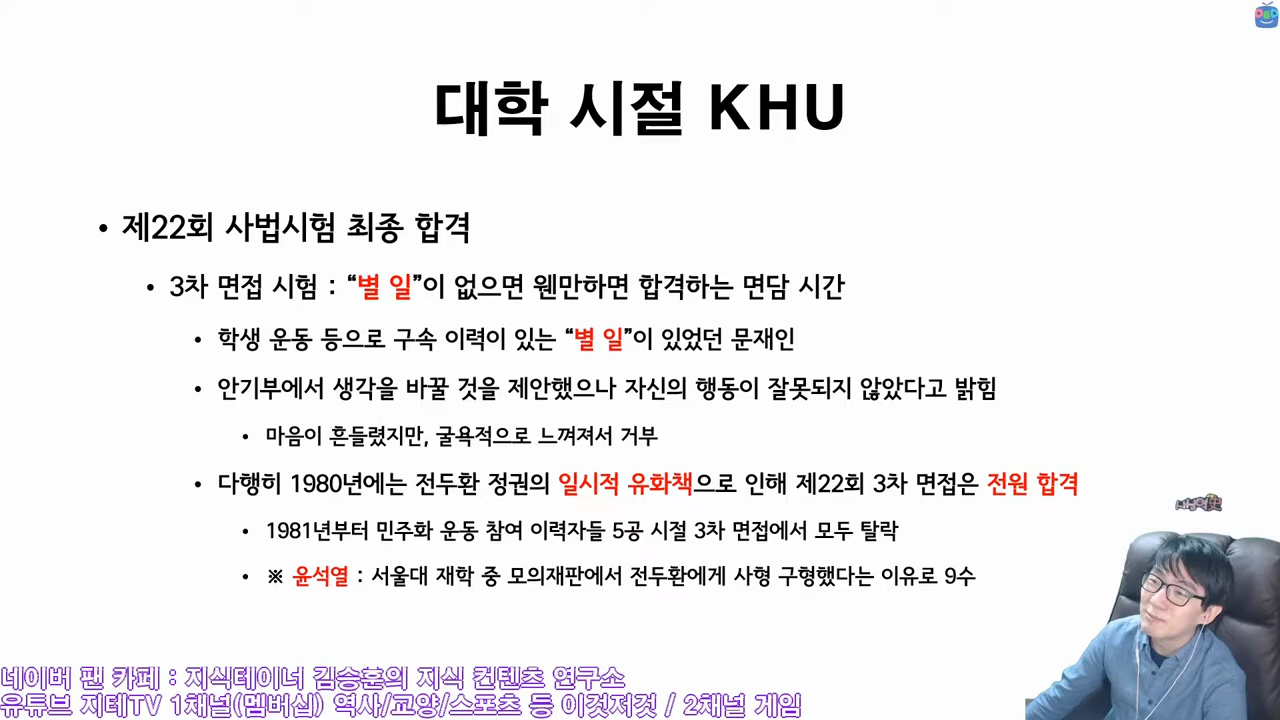 대학 시절 KHU
• 제22회 사법시험 최종 합격
• 3차 면접 시험 : “별 일”이 없으면 웬만하면 합격하는 면담 시간
• 학생 운동 등으로 구속 이력이 있는 “별 일”이 있었던 문재인
• 안기부에서 생각을 바꿀 것을 제안했으나 자신의 행동이 잘못되지 않았다고 밝힘
• 마음이 흔들렸지만, 굴욕적으로 느껴져서 거부
• 다행히 1980년에는 전두환 정권의 일시적 유화책으로 인해 제22회 3차 면접은 전원 합격
• 1981년부터 민주화 운동 참여 이력자들 5공 시절 3차 면접에서 모두 탈락
• ※ 윤석열 : 서울대 재학 중 모의재판에서 전두환에게 사형 구형했다는 이유로 9수
네이버 팬 카페 : 지식테이너 김승훈의 지식 컨텐츠 연구소
유튜브 지테TV 1채널(멤버십) 역사/교양/스포츠 등 이것저것 / 2채널 게임